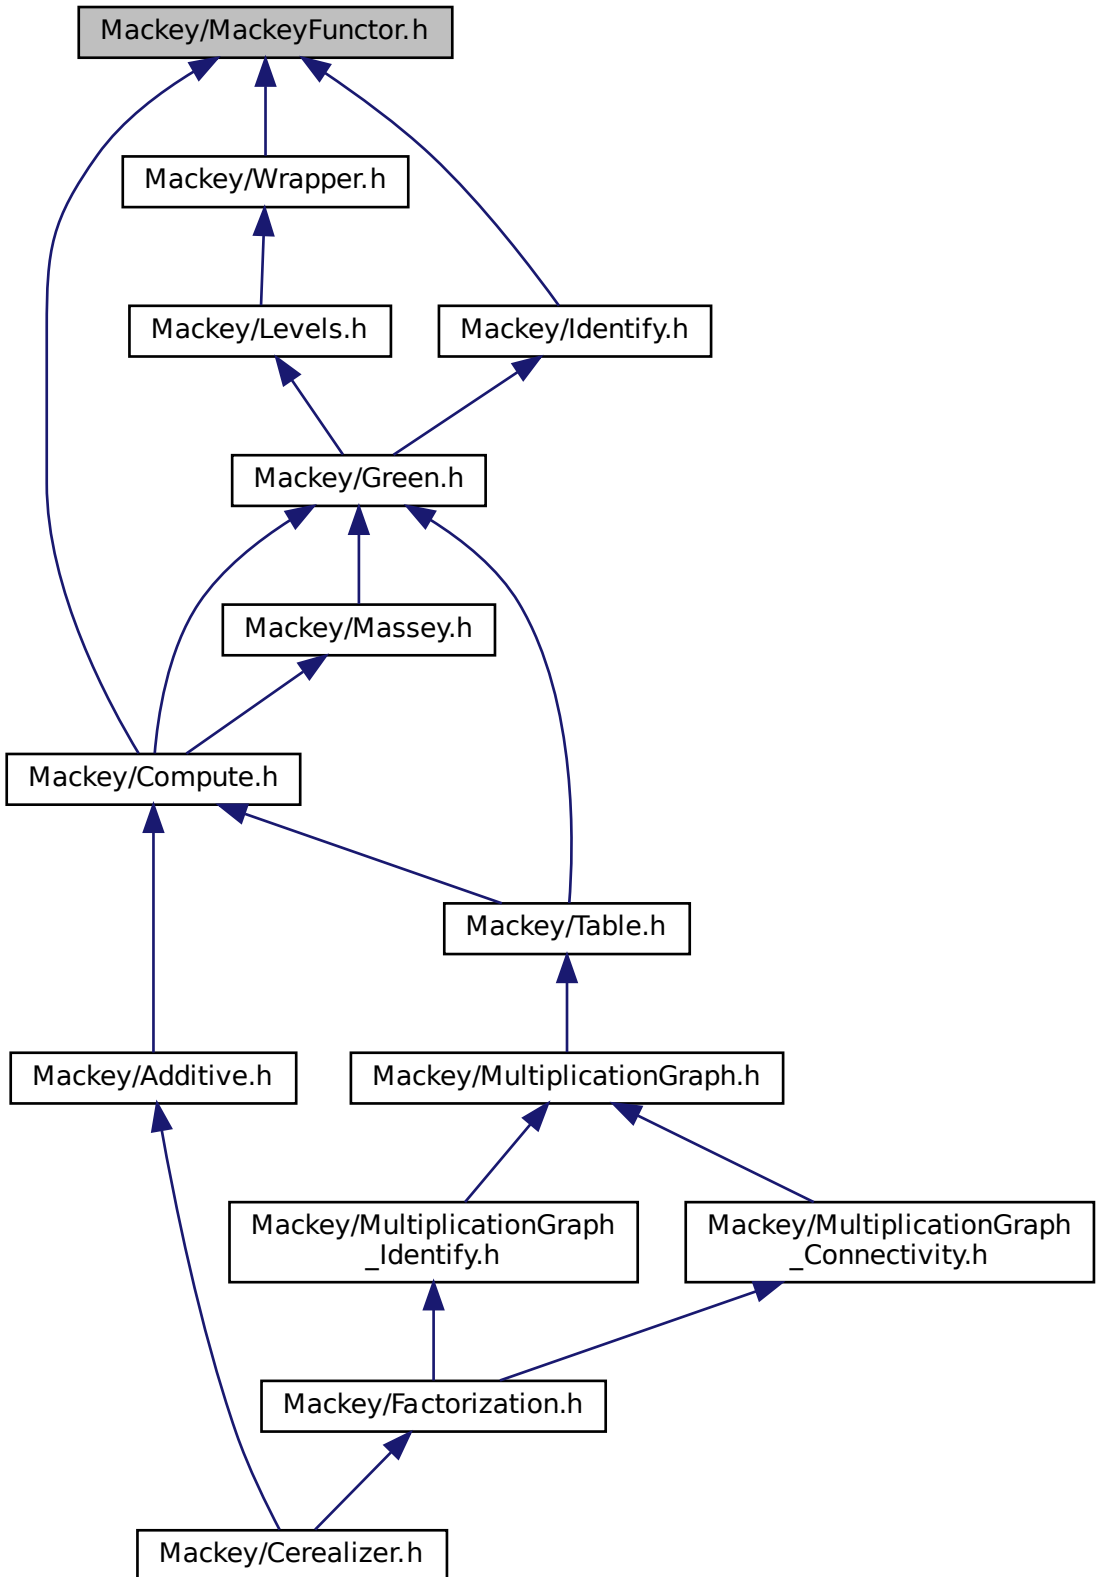 Mackey/MackeyFunctor.h
Mackey/Wrapper.h
Mackey/Levels.h
Mackey/Identify.h
Mackey/Green.h
Mackey/Massey.h
Mackey/Compute.h
Mackey/Table.h
Mackey/Additive.h
Mackey/MultiplicationGraph.h
Mackey/MultiplicationGraph
_Identify.h
Mackey/MultiplicationGraph
_Connectivity.h
Mackey/Factorization.h
Mackey/Cerealizer.h